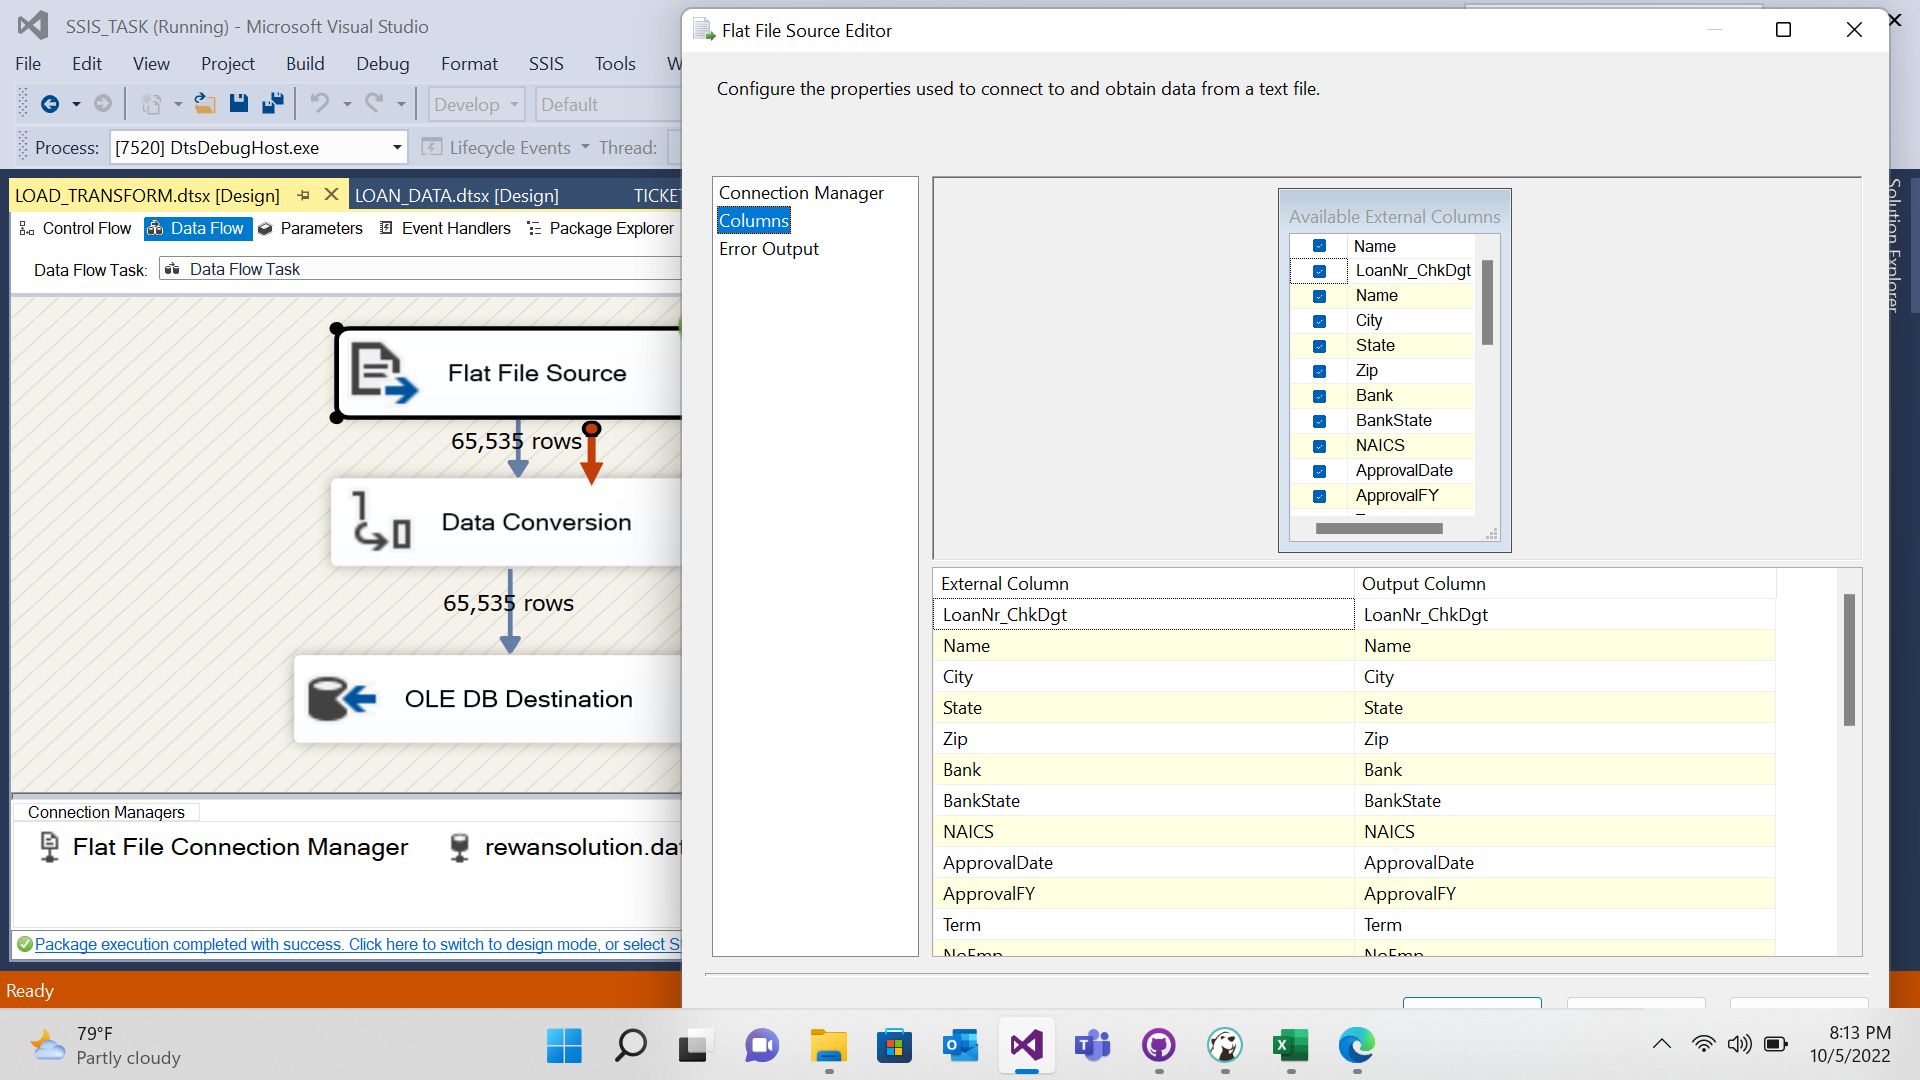 SSIS_TASK (Running) - Microsoft Visual Studio
File Edit View Project Build Debug Format SSIS Tools W
Develop Default
Process: [7520] DtsDebugHost.exe Lifecycle Events Thread:
LOAD_TRANSFORM.dtsx [Design] LOAN_DATA.dtsx [Design] TICKET
Control Flow Data Flow Parameters Event Handlers Package Explorer
Data Flow Task: Data Flow Task
Flat File Source
65,535 rows
Data Conversion
65,535 rows
OLE DB Destination
Connection Managers
Flat File Connection Manager rewansolution.dat
Package execution completed with success. Click here to switch to design mode, or select S
Ready
Flat File Source Editor
Configure the properties used to connect to and obtain data from a text file.
Connection Manager
Columns
Error Output
Available External Columns
Name
LoanNr_ChkDgt
Name
City
State
Zip
Bank
BankState
NAICS
ApprovalDate
ApprovalFY
External Column Output Column
LoanNr_ChkDgt LoanNr_ChkDgt
Name Name
City City
State State
Zip Zip
Bank Bank
BankState BankState
NAICS NAICS
ApprovalDate ApprovalDate
ApprovalFY ApprovalFY
Term Term
NoEmp NoEmp
Solution Explorer
79°F
Partly cloudy
8:13 PM
10/5/2022